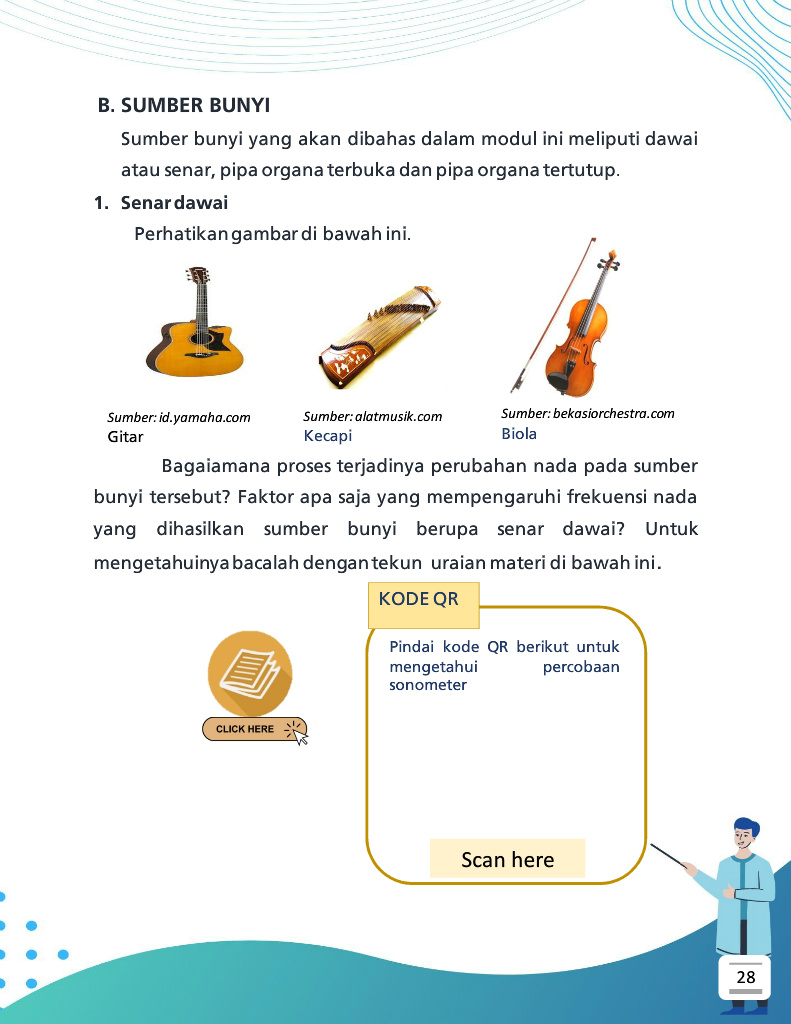 B. SUMBER BUNYI
Sumber bunyi yang akan dibahas dalam modul ini meliputi dawai
atau senar, pipa organa terbuka dan pipa organa tertutup.
1. Senar dawai
Perhatikan gambar di bawah ini.
Sumber: id.yamaha.com
Gitar
Sumber: alatmusik.com
Kecapi
Sumber: bekasiorchestra.com
Biola
Bagaiamana proses terjadinya perubahan nada pada sumber
bunyi tersebut? Faktor apa saja yang mempengaruhi frekuensi nada
yang dihasilkan sumber bunyi berupa senar dawai? Untuk
mengetahuinya bacalah dengan tekun uraian materi di bawah ini.
KODE QR
Pindai kode QR berikut untuk
mengetahui percobaan
sonometer
CLICK HERE
Scan here
28